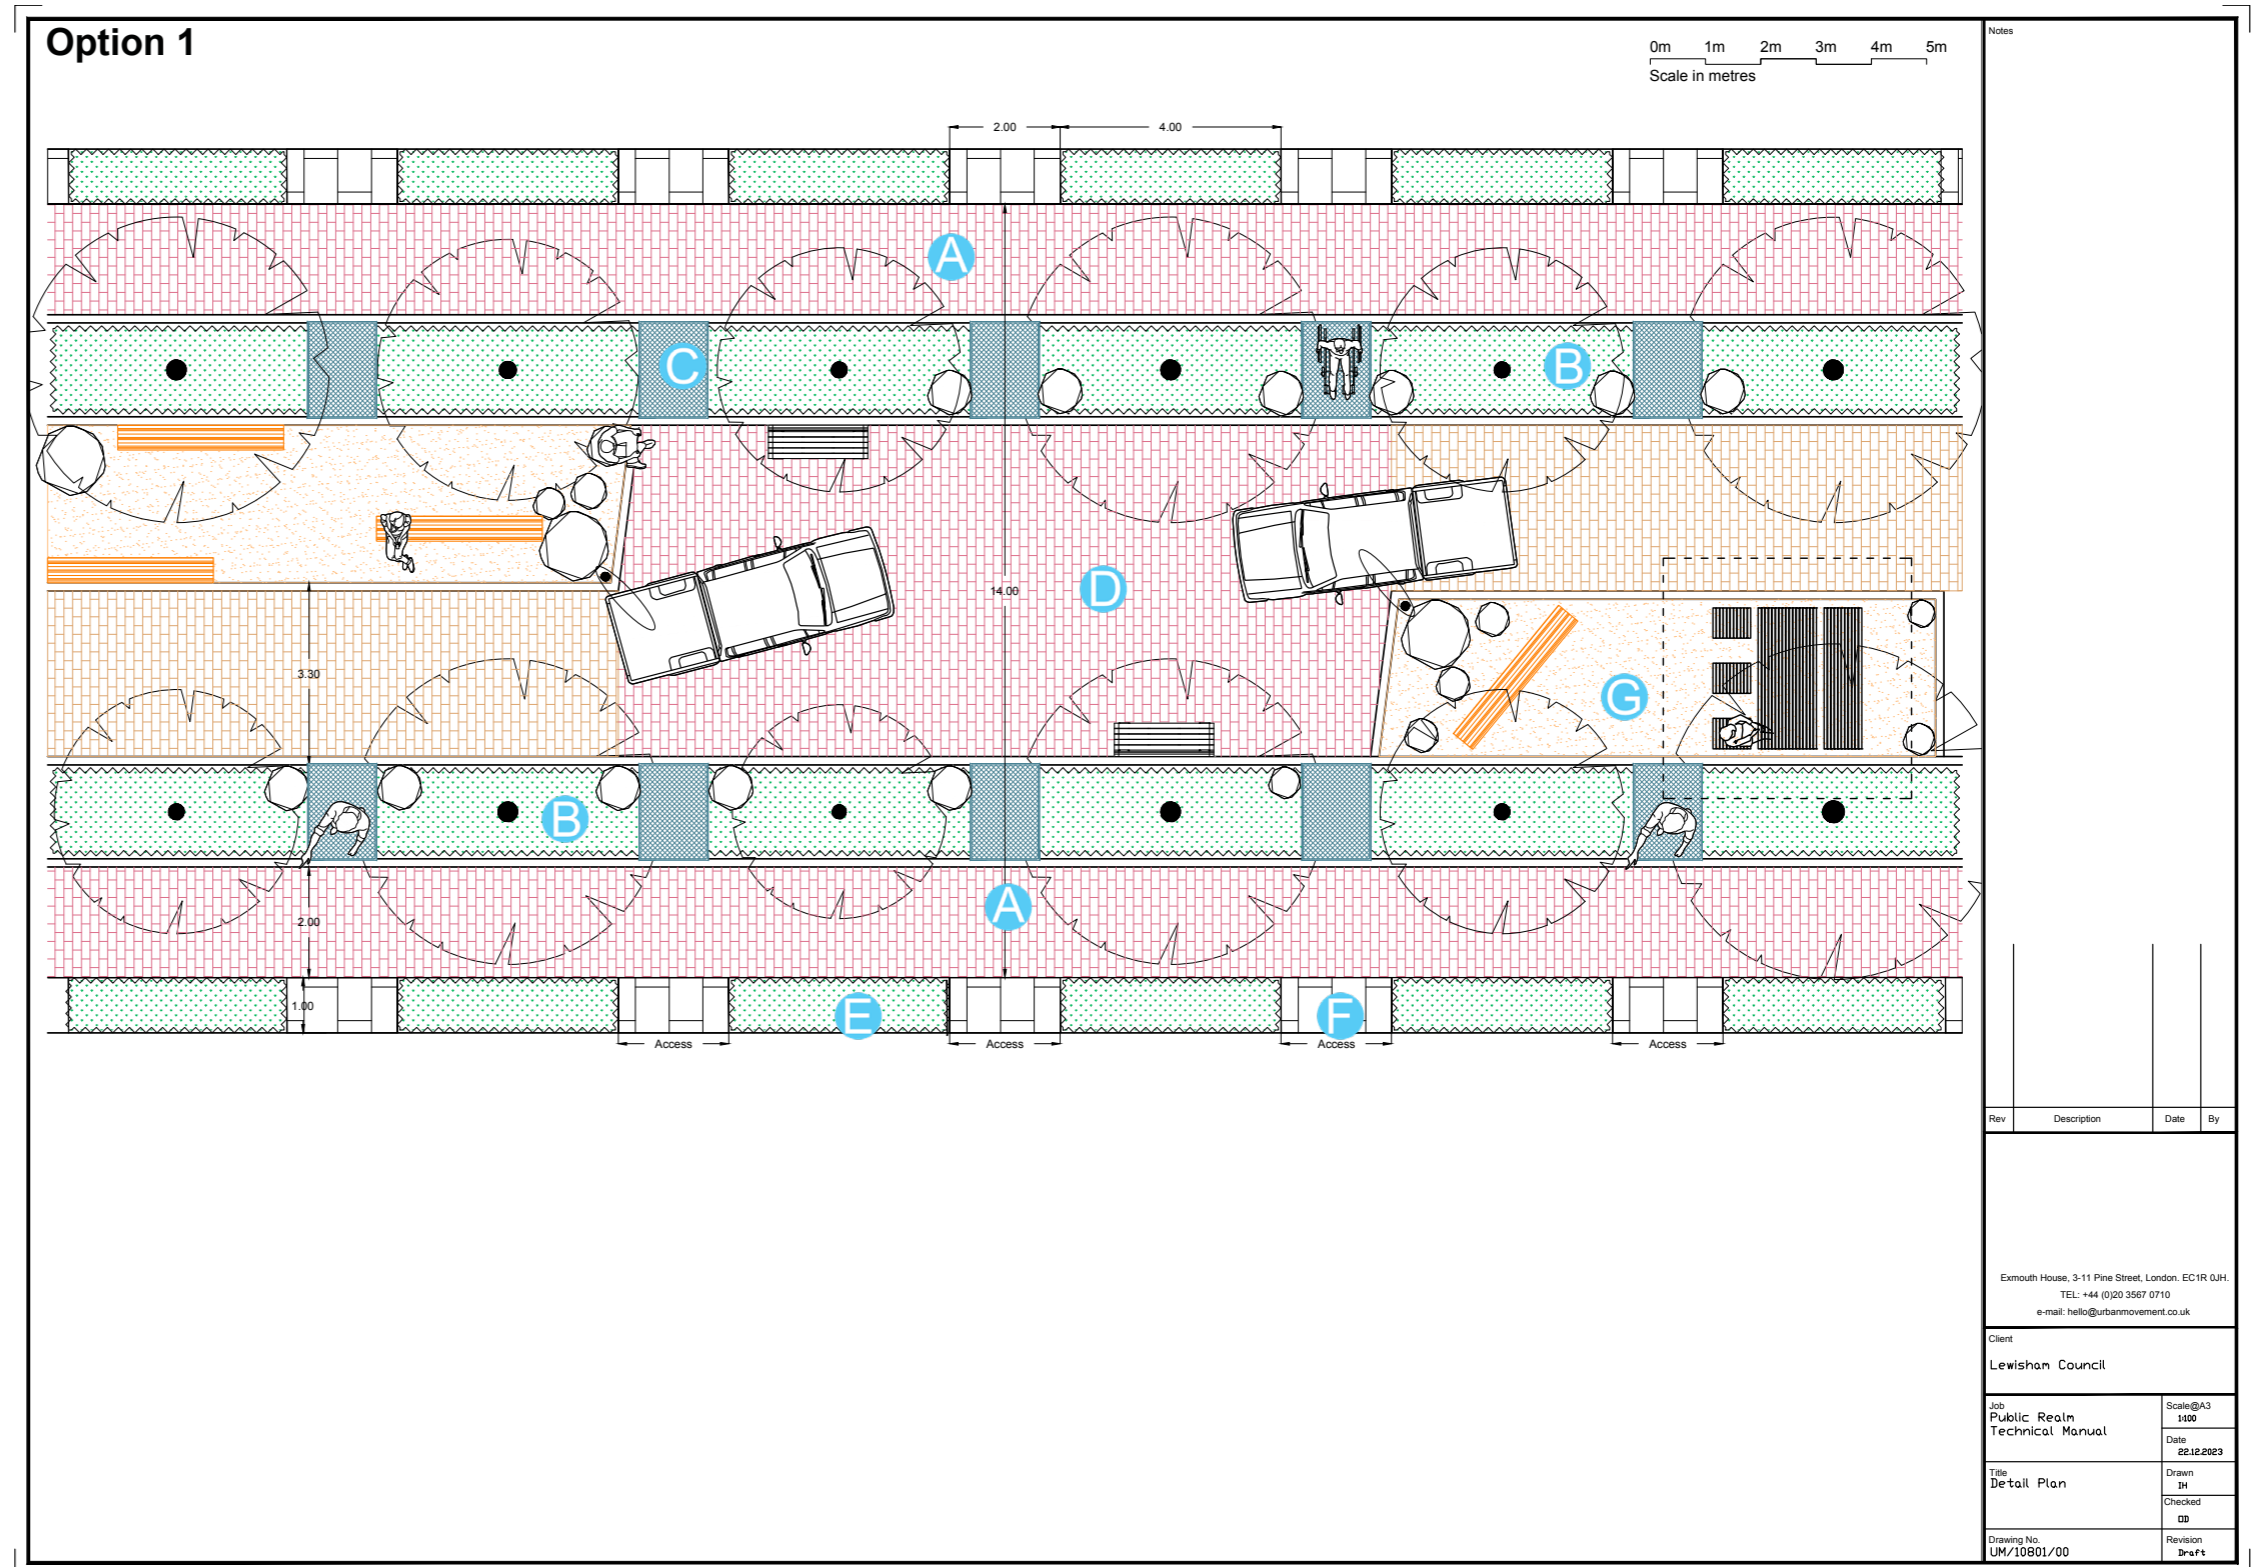 Option 1
0m 1m 2m 3m 4m 5m
Scale in metres
Notes
2.00 4.00
A
C
B
D
14.00
3.30
G
B
A
2.00
1.00
E
F
Access Access Access Access
Rev Description Date By
Exmouth House, 3-11 Pine Street, London. EC1R 0JH.
TEL: +44 (0)20 3567 0710
e-mail: hello@urbanmovement.co.uk
Client
Lewisham Council
Job
Public Realm
Technical Manual
Scale@A3
1:100
Date
22.12.2023
Title
Detail Plan
Drawn
IH
Checked
OD
Drawing No.
UM/10801/00
Revision
Draft